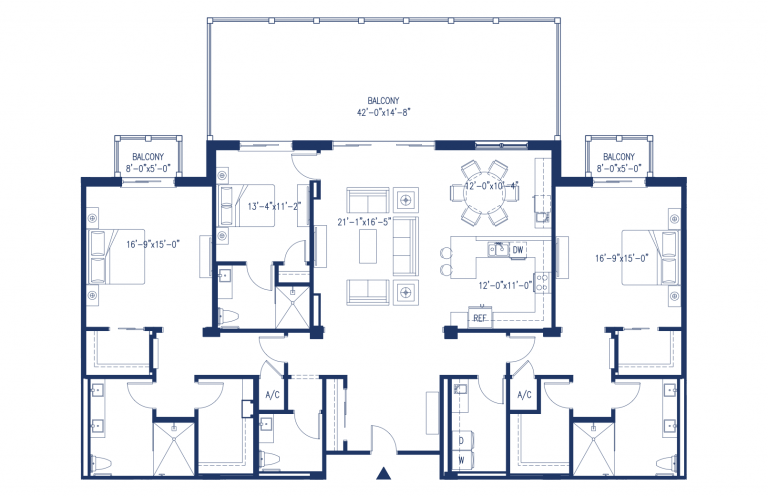 BALCONY
42'-0"x14'-8"
BALCONY
8'-0"x5'-0"
BALCONY
8'-0"x5'-0"
13'-4"x11'-2"
12'-0"x10'-4"
21'-1"x16'-5"
16'-9"x15'-0"
DW
16'-9"x15'-0"
12'-0"x11'-0"
REF
A/C
A/C
D
W